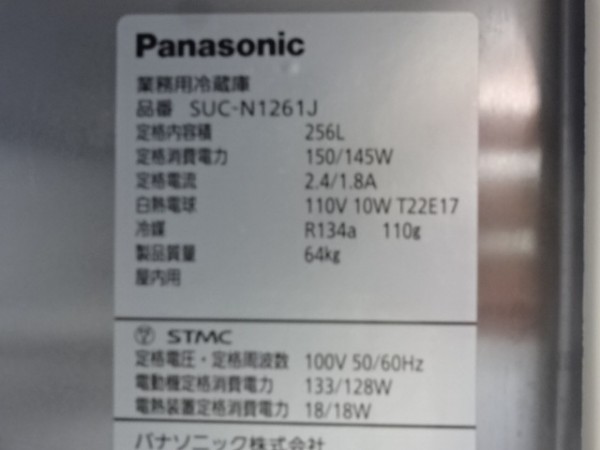 Panasonic
業務用冷蔵庫
品番 SUC-N1261J
定格内容積 256L
定格消費電力 150/145W
定格電流 2.4/1.8A
白熱電球 110V 10W T22E17
冷媒 R134a 110g
製品質量 64kg
屋内用
STMC
定格電圧・定格周波数 100V 50/60Hz
電動機定格消費電力 133/128W
電熱装置定格消費電力 18/18W
パナソニック株式会社